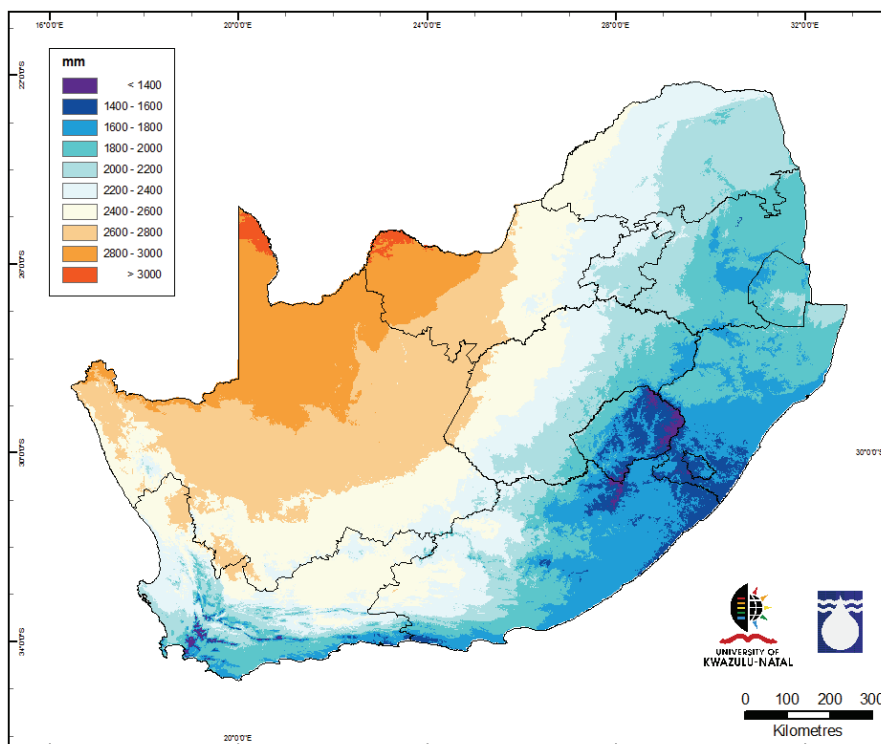 16°0'0"E
20°0'0"E
24°0'0"E
28°0'0"E
32°0'0"E
22°0'0"S
26°0'0"S
30°0'0"S
34°0'0"S
mm
< 1400
1400 - 1600
1600 - 1800
1800 - 2000
2000 - 2200
2200 - 2400
2400 - 2600
2600 - 2800
2800 - 3000
> 3000
30°0'0"S
UNIVERSITY OF
KWAZULU-NATAL
0 100 200 300
Kilometres
20°0'0"E